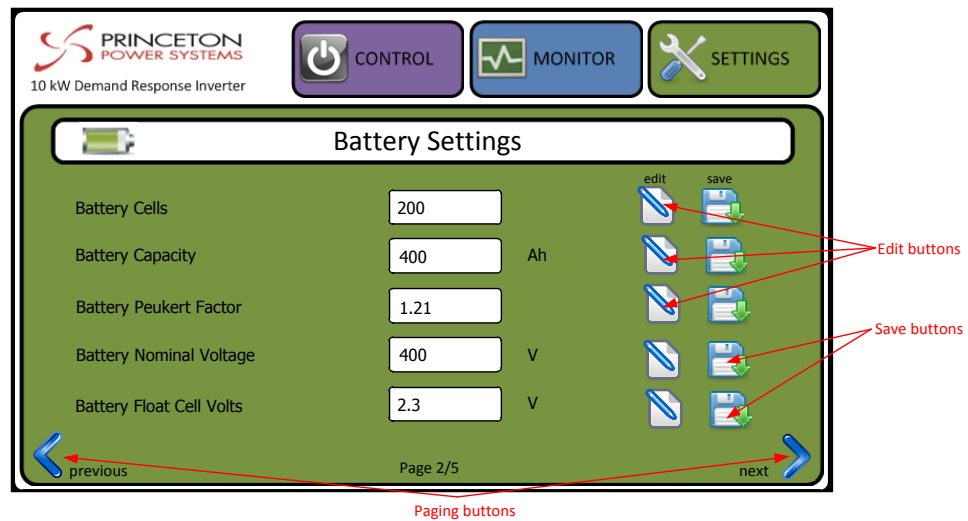 PRINCETON
POWER SYSTEMS
10 kW Demand Response Inverter
CONTROL
MONITOR
SETTINGS
Battery Settings
edit save
Battery Cells 200
Battery Capacity 400 Ah
Edit buttons
Battery Peukert Factor 1.21
Save buttons
Battery Nominal Voltage 400 V
Battery Float Cell Volts 2.3 V
previous Page 2/5 next
Paging buttons